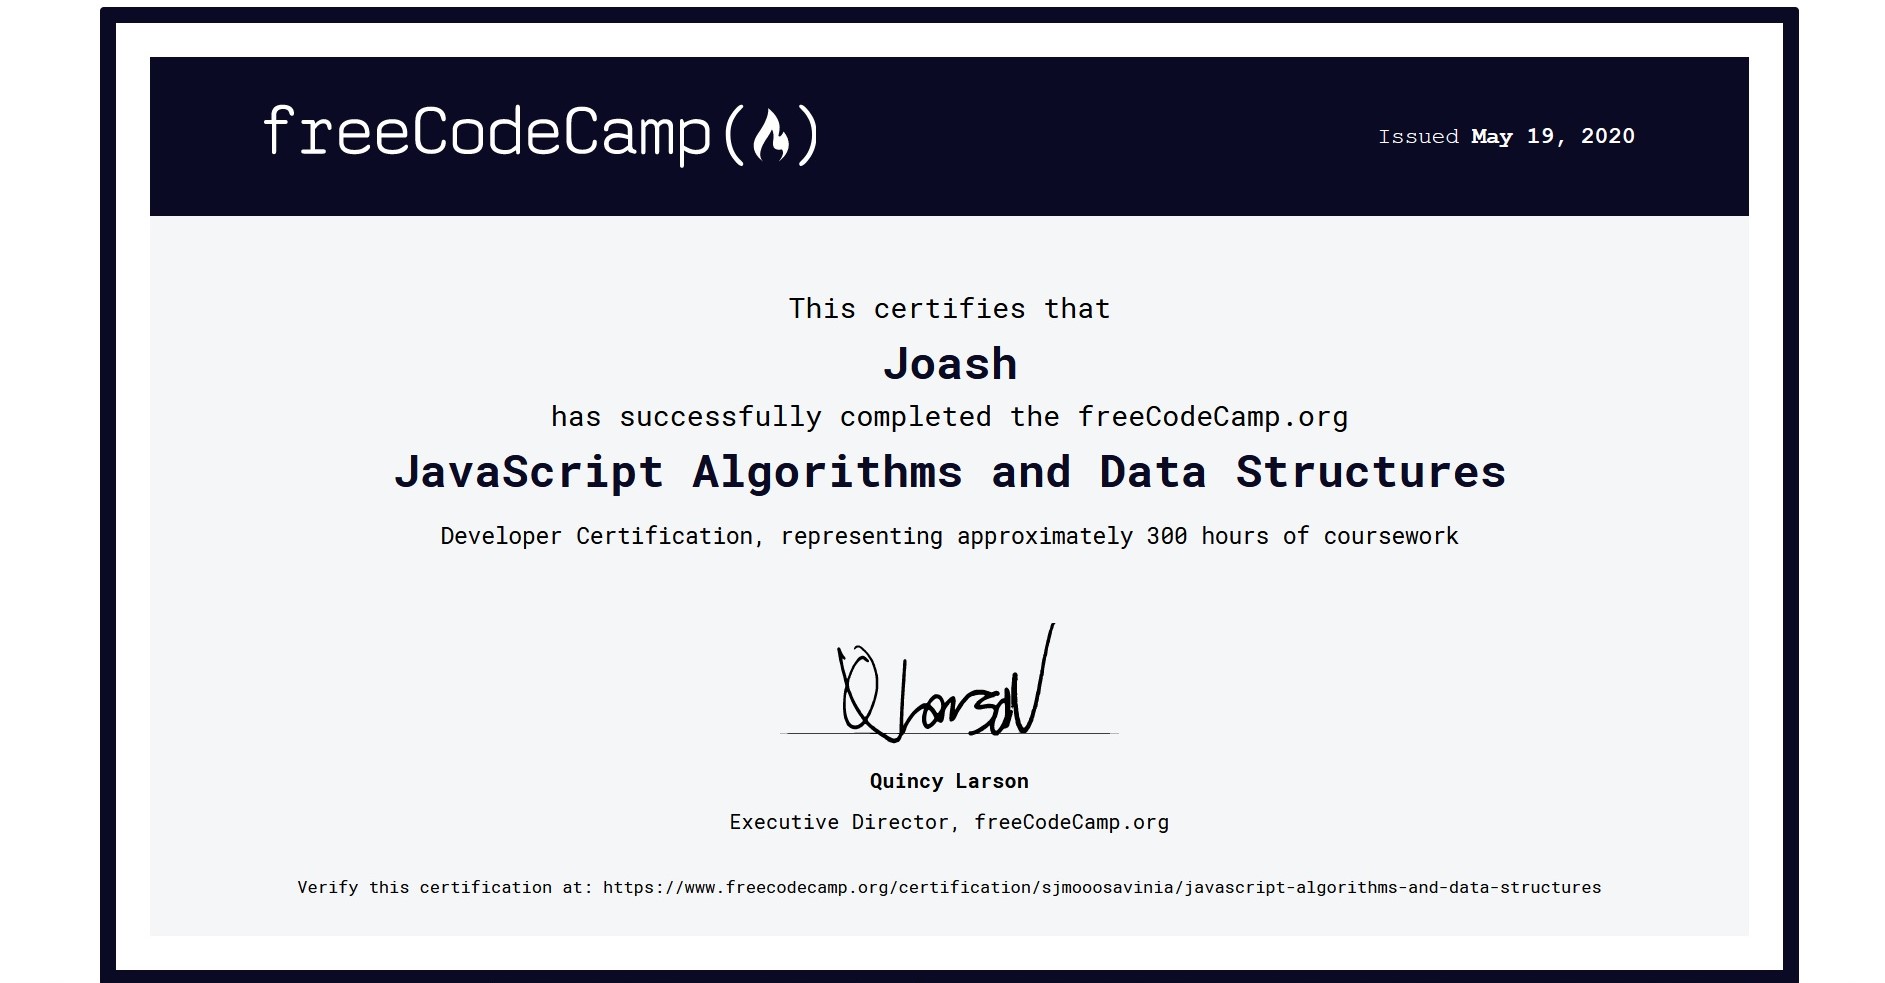 freeCodeCamp(🔥)
Issued May 19, 2020
This certifies that
Joash
has successfully completed the freeCodeCamp.org
JavaScript Algorithms and Data Structures
Developer Certification, representing approximately 300 hours of coursework
Q Larson
Quincy Larson
Executive Director, freeCodeCamp.org
Verify this certification at: https://www.freecodecamp.org/certification/sjmooosavinia/javascript-algorithms-and-data-structures